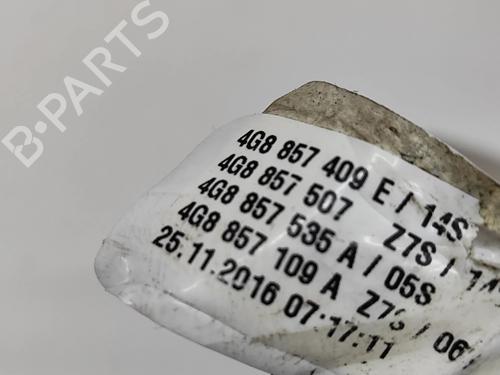 B-PARTS
4G8 857 409 E / 14S
4G8 857 507 Z7S /
4G8 857 535 A / 05S
4G8 857 109 A Z7S / 06
25.11.2016 07:17:11